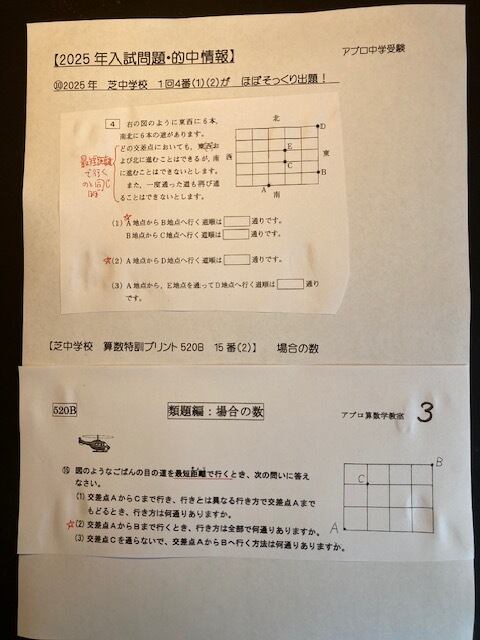 【2025年入試問題・的中情報】
アプロ中学受験
⑩2025年 芝中学校 1回4番(1)(2)が ほぼそっくり出題!
4 右の図のように東西に6本,
南北に6本の道があります。
どの交差点においても,東西お
よび北に進むことはできるが,南
に進むことはできないとします。
また,一度通った道も再び通
ることはできないとします。
最短距離
で行く
のと同じ
北
西
東
南
D
E
C
B
A
(1) A地点からB地点へ行く道順は 通りです。
B地点からC地点へ行く道順は 通りです。
☆(2) A地点からD地点へ行く道順は 通りです。
(3) A地点から,E地点を通ってD地点へ行く道順は 通り
です。
【芝中学校 算数特訓プリント520B 15番(2)】 場合の数
520B
類題編:場合の数
アプロ算数学教室 3
⑮ 図のようなごばんの目の道を最短距離で行くとき、次の問いに答え
なさい。
(1) 交差点AからCまで行き、行きとは異なる行き方で交差点Aまで
もどるとき、行き方は何通りありますか。
☆(2) 交差点AからBまで行くとき、行き方は全部で何通りありますか。
(3) 交差点Cを通らないで、交差点AからBへ行く方法は何通りありますか。
B
C
A